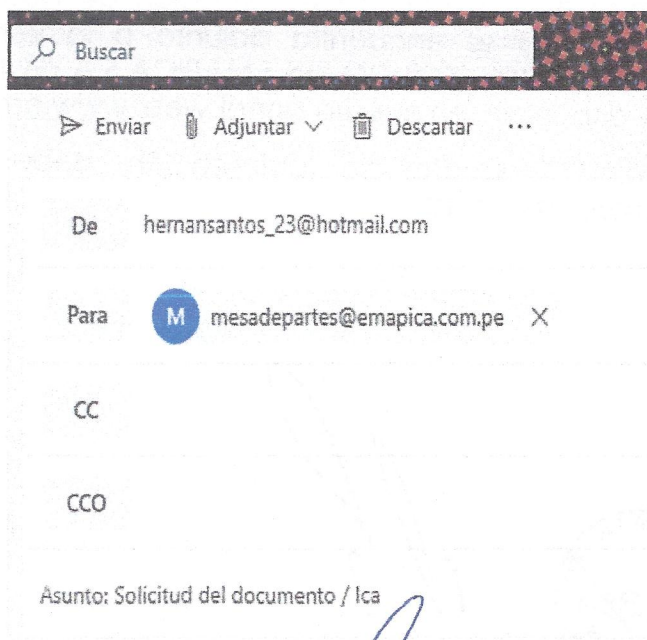 Buscar
Enviar Adjuntar Descartar ...
De hernansantos_23@hotmail.com
Para M mesadepartes@emapica.com.pe X
CC
CCO
Asunto: Solicitud del documento / Ica